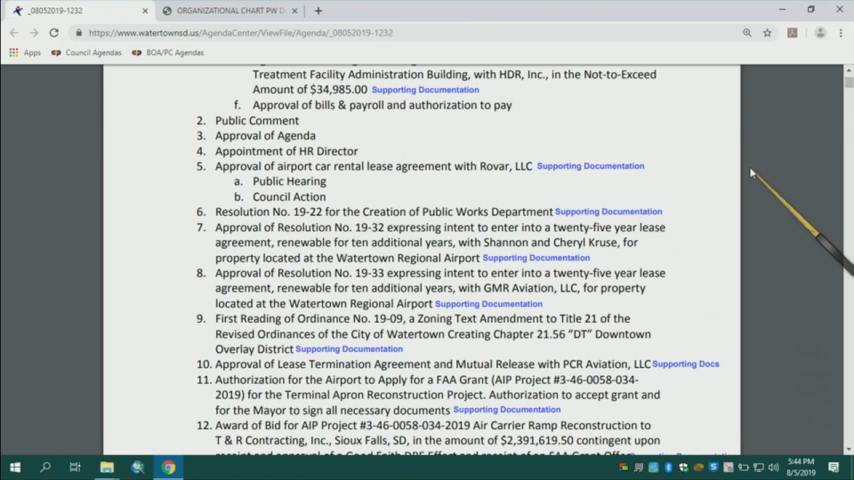 _08052019-1232
ORGANIZATIONAL CHART PW D
https://www.watertownsd.us/AgendaCenter/ViewFile/Agenda/_08052019-1232
Apps Council Agendas BOA/PC Agendas
Treatment Facility Administration Building, with HDR, Inc., in the Not-to-Exceed
Amount of $34,985.00 Supporting Documentation
f. Approval of bills & payroll and authorization to pay
2. Public Comment
3. Approval of Agenda
4. Appointment of HR Director
5. Approval of airport car rental lease agreement with Rovar, LLC Supporting Documentation
a. Public Hearing
b. Council Action
6. Resolution No. 19-22 for the Creation of Public Works Department Supporting Documentation
7. Approval of Resolution No. 19-32 expressing intent to enter into a twenty-five year lease
agreement, renewable for ten additional years, with Shannon and Cheryl Kruse, for
property located at the Watertown Regional Airport Supporting Documentation
8. Approval of Resolution No. 19-33 expressing intent to enter into a twenty-five year lease
agreement, renewable for ten additional years, with GMR Aviation, LLC, for property
located at the Watertown Regional Airport Supporting Documentation
9. First Reading of Ordinance No. 19-09, a Zoning Text Amendment to Title 21 of the
Revised Ordinances of the City of Watertown Creating Chapter 21.56 “DT” Downtown
Overlay District Supporting Documentation
10. Approval of Lease Termination Agreement and Mutual Release with PCR Aviation, LLC Supporting Docs
11. Authorization for the Airport to Apply for a FAA Grant (AIP Project #3-46-0058-034-
2019) for the Terminal Apron Reconstruction Project. Authorization to accept grant and
for the Mayor to sign all necessary documents Supporting Documentation
12. Award of Bid for AIP Project #3-46-0058-034-2019 Air Carrier Ramp Reconstruction to
T & R Contracting, Inc., Sioux Falls, SD, in the amount of $2,391,619.50 contingent upon
5:44 PM
8/5/2019